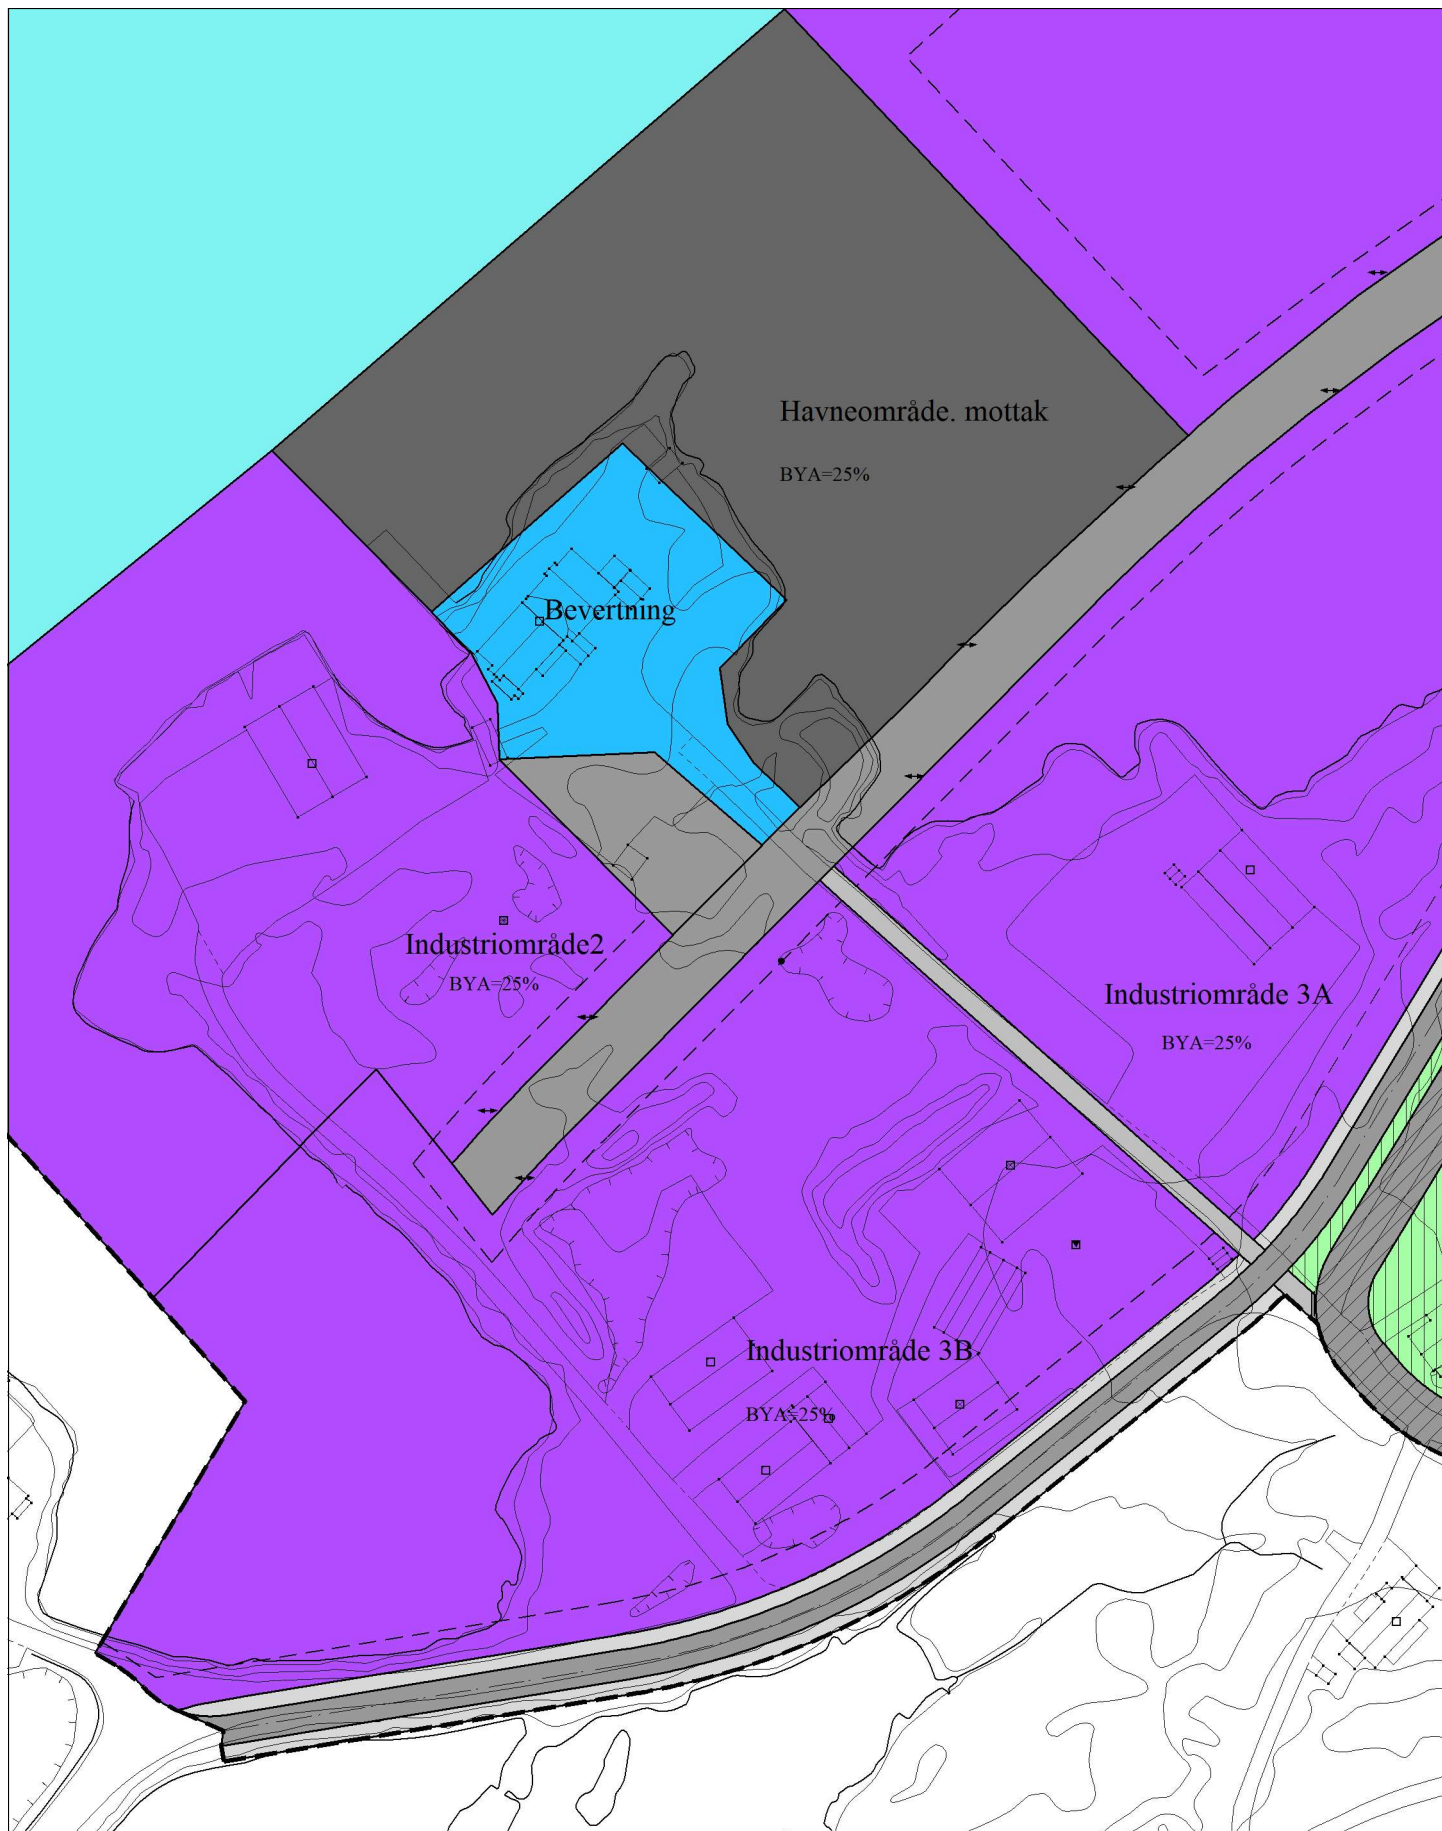 Havneområde. mottak
BYA=25%
Bevertning
Industriområde2
BYA=25%
Industriområde 3A
BYA=25%
Industriområde 3B
BYA=25%